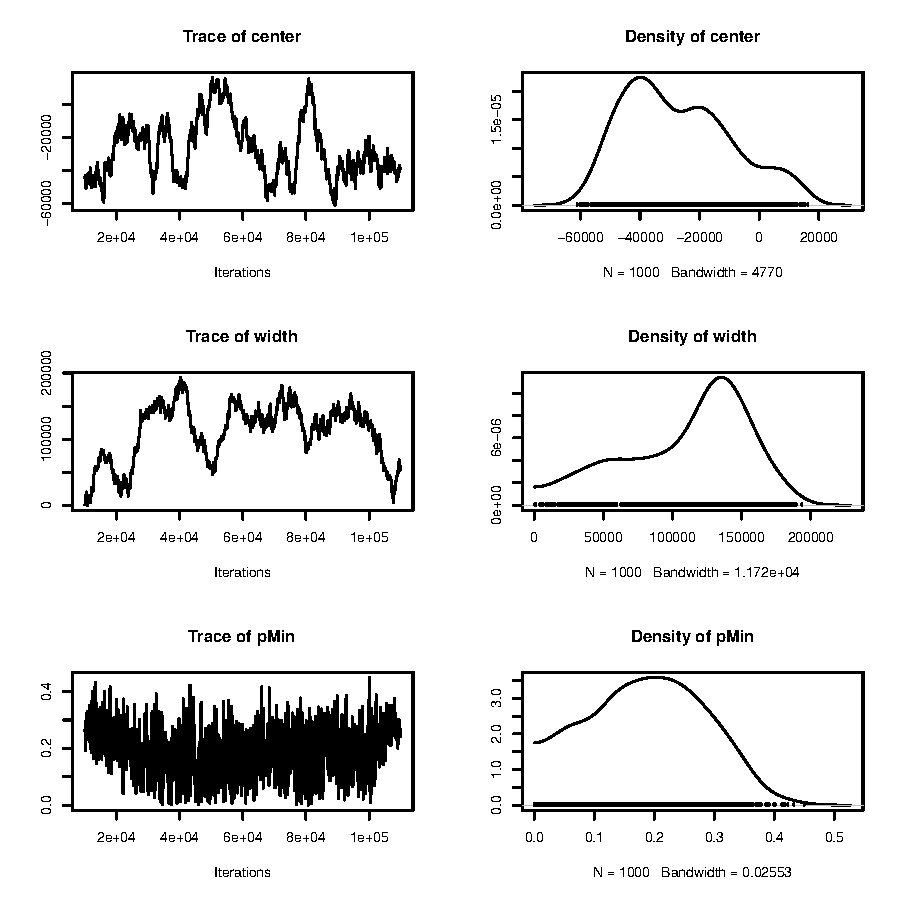 Trace of center
−60000 −20000
2e+04 4e+04 6e+04 8e+04 1e+05
Iterations
Density of center
0.0e+00 1.5e−05
−60000 −40000 −20000 0 20000
N = 1000 Bandwidth = 4770
Trace of width
0 100000 200000
2e+04 4e+04 6e+04 8e+04 1e+05
Iterations
Density of width
0e+00 6e−06
0 50000 100000 150000 200000
N = 1000 Bandwidth = 1.172e+04
Trace of pMin
0.0 0.2 0.4
2e+04 4e+04 6e+04 8e+04 1e+05
Iterations
Density of pMin
0.0 1.0 2.0 3.0
0.0 0.1 0.2 0.3 0.4 0.5
N = 1000 Bandwidth = 0.02553